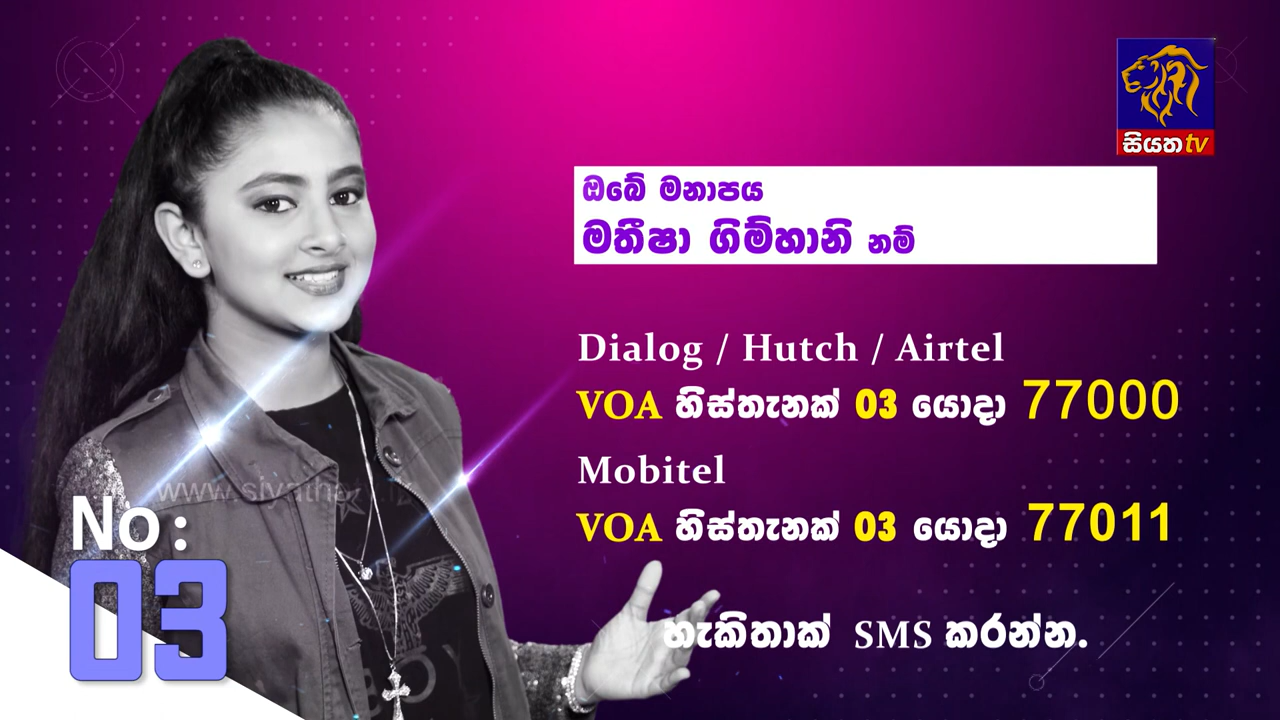 සියත tv
ඔබේ මනාපය
මතීෂා ගිම්හානි නම්
Dialog / Hutch / Airtel
VOA හිස්තැනක් 03 යොදා 77000
Mobitel
VOA හිස්තැනක් 03 යොදා 77011
හැකිතාක් SMS කරන්න.
No:
03